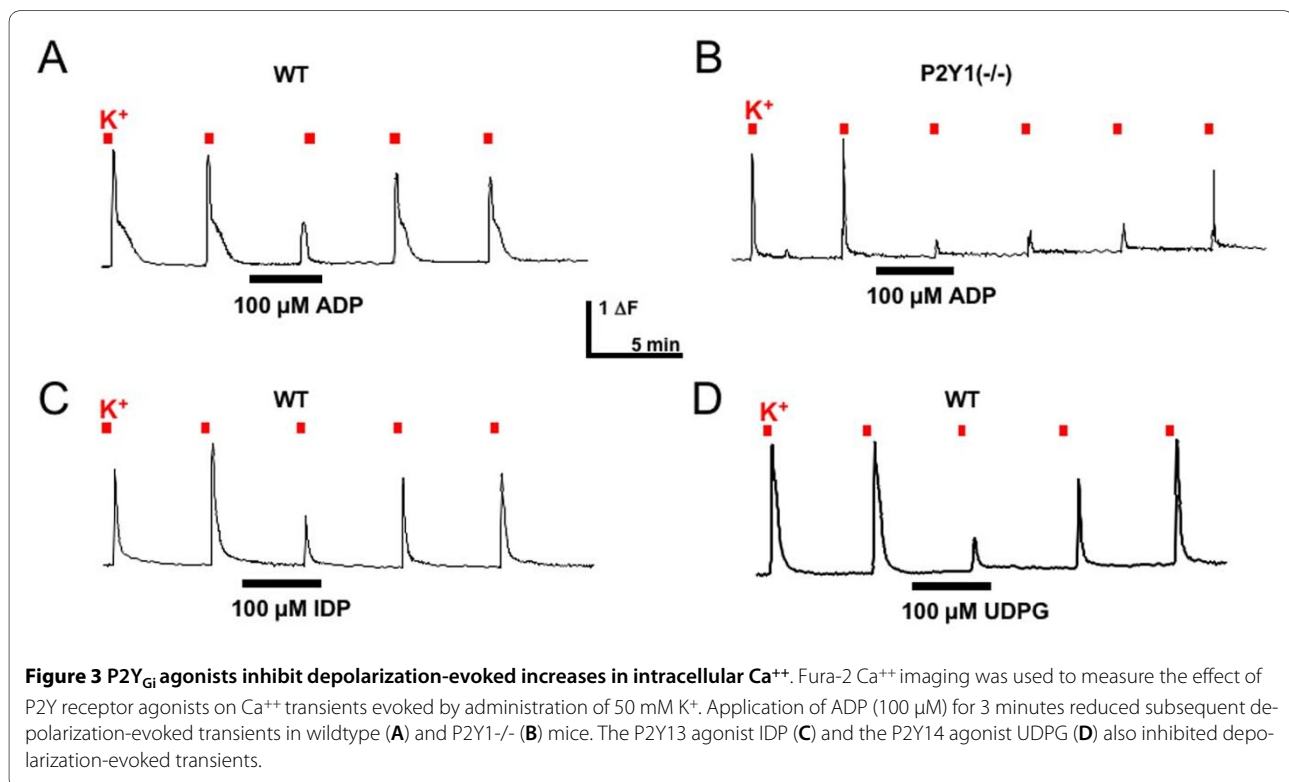 A
WT
K⁺
100 µM ADP
B
P2Y1(-/-)
K⁺
100 µM ADP
1 ΔF
5 min
C
WT
K⁺
100 µM IDP
D
WT
K⁺
100 µM UDPG
Figure 3 P2Y_Gi agonists inhibit depolarization-evoked increases in intracellular Ca⁺⁺. Fura-2 Ca⁺⁺ imaging was used to measure the effect of
P2Y receptor agonists on Ca⁺⁺ transients evoked by administration of 50 mM K⁺. Application of ADP (100 μM) for 3 minutes reduced subsequent de-
polarization-evoked transients in wildtype (A) and P2Y1-/- (B) mice. The P2Y13 agonist IDP (C) and the P2Y14 agonist UDPG (D) also inhibited depo-
larization-evoked transients.